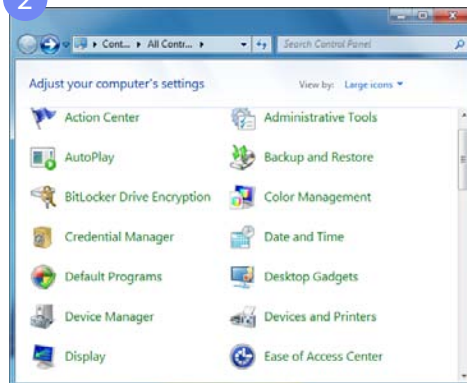 2
Cont... All Contr... Search Control Panel
Adjust your computer's settings View by: Large icons
Action Center Administrative Tools
AutoPlay Backup and Restore
BitLocker Drive Encryption Color Management
Credential Manager Date and Time
Default Programs Desktop Gadgets
Device Manager Devices and Printers
Display Ease of Access Center